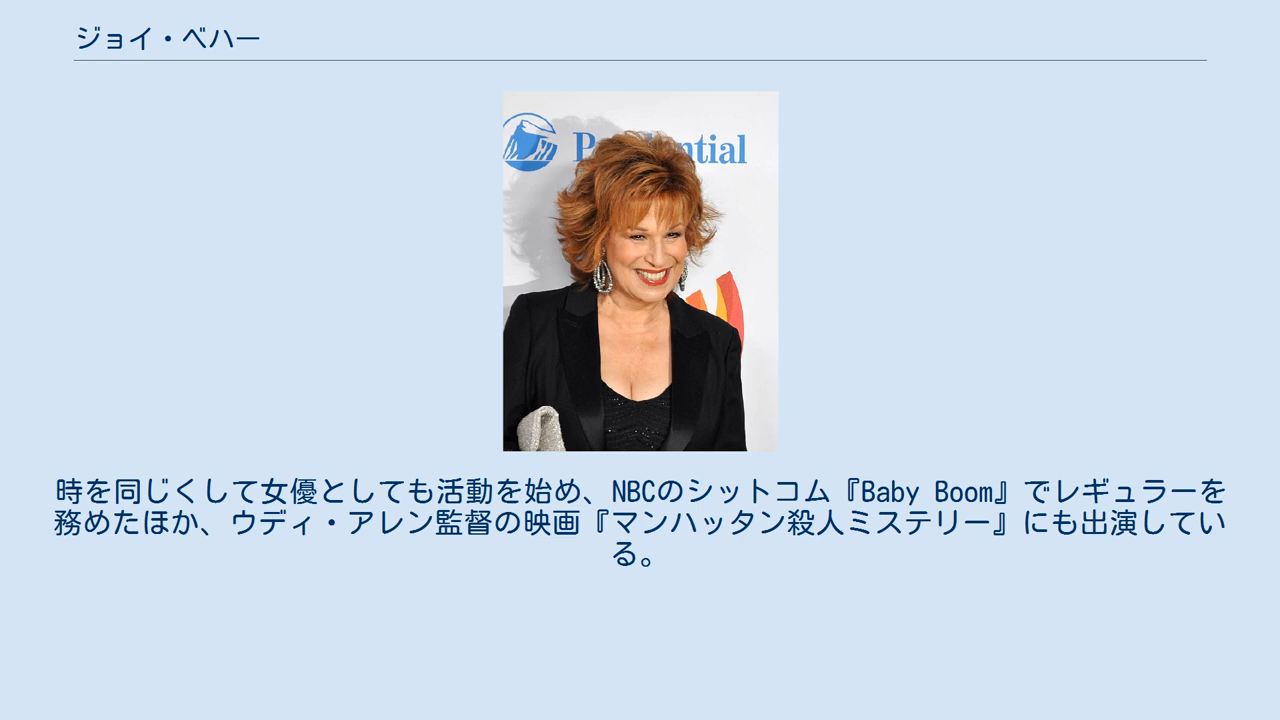 ジョイ・ベハー
P ntial
時を同じくして女優としても活動を始め、NBCのシットコム『Baby Boom』でレギュラーを
務めたほか、ウディ・アレン監督の映画『マンハッタン殺人ミステリー』にも出演してい
る。